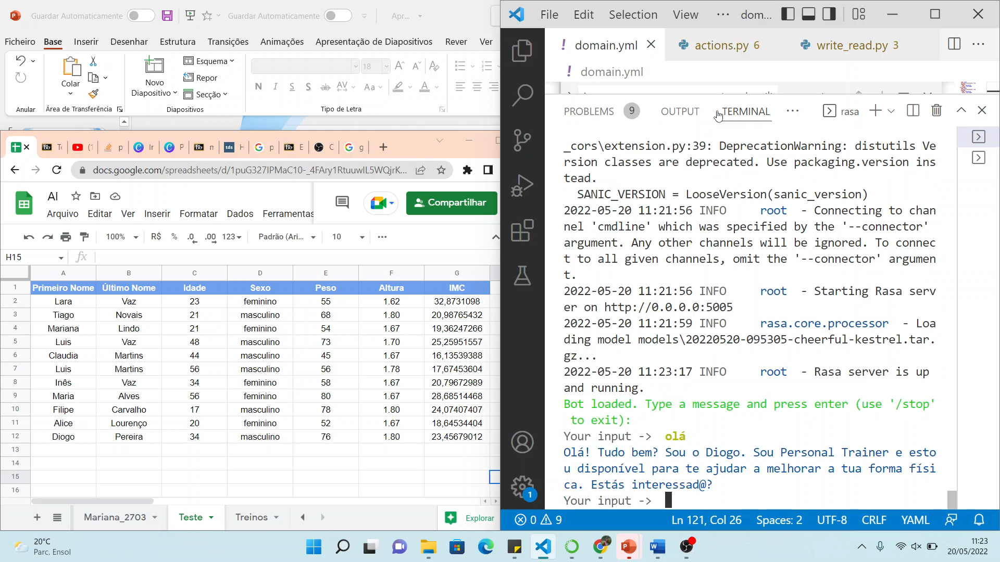 Guardar Automaticamente
Guardar Automaticamente
Apr...
Ficheiro Base Inserir Desenhar Estrutura Transições Animações Apresentação de Diapositivos Rever Ver
Colar
Anular
Área de Transferência
Novo
Diapositivo
Esquema
Repor
Secção
Diapositivos
18
N I S S ab AV Aa A
Tipo de Letra
docs.google.com/spreadsheets/d/1puG327IPMaC10-_4FAry1RtuuwIL5WQjrK...
AI
Arquivo Editar Ver Inserir Formatar Dados Ferramentas
Compartilhar
100% R$ % .0 .00 123 Padrão (Ari... 10
H15 fx
A B C D E F G
1 Primeiro Nome Último Nome Idade Sexo Peso Altura IMC
2 Lara Vaz 23 feminino 55 1.62 32,8731098
3 Tiago Novais 21 masculino 68 1.80 20,98765432
4 Mariana Lindo 21 feminino 54 1.67 19,36247266
5 Luis Vaz 48 masculino 73 1.70 25,25951557
6 Claudia Martins 44 masculino 45 1.67 16,13539388
7 Luis Martins 56 masculino 56 1.78 17,67453604
8 Inês Vaz 34 feminino 58 1.67 20,79672989
9 Maria Alves 56 feminino 80 1.67 28,68514468
10 Filipe Carvalho 17 masculino 78 1.80 24,07407407
11 Alice Lourenço 20 feminino 52 1.67 18,64534404
12 Diogo Pereira 34 masculino 76 1.80 23,45679012
13
14
15
16
Mariana_2703 Teste Treinos Explorar
File Edit Selection View dom...
domain.yml actions.py 6 write_read.py 3
domain.yml
PROBLEMS 9 OUTPUT TERMINAL rasa
_cors\extension.py:39: DeprecationWarning: distutils Ve
rsion classes are deprecated. Use packaging.version ins
tead.
SANIC_VERSION = LooseVersion(sanic_version)
2022-05-20 11:21:56 INFO root - Connecting to chan
nel 'cmdline' which was specified by the '--connector'
argument. Any other channels will be ignored. To connec
t to all given channels, omit the '--connector' argumen
t.
2022-05-20 11:21:56 INFO root - Starting Rasa serv
er on http://0.0.0.0:5005
2022-05-20 11:21:59 INFO rasa.core.processor - Loa
ding model models\20220520-095305-cheerful-kestrel.tar.
gz...
2022-05-20 11:23:17 INFO root - Rasa server is up
and running.
Bot loaded. Type a message and press enter (use '/stop'
to exit):
Your input -> olá
Olá! Tudo bem? Sou o Diogo. Sou Personal Trainer e esto
u disponível para te ajudar a melhorar a tua forma físi
ca. Estás interessad@?
Your input ->
1
0 9 Ln 121, Col 26 Spaces: 2 UTF-8 CRLF YAML
20°C
Parc. Ensol
11:23
20/05/2022